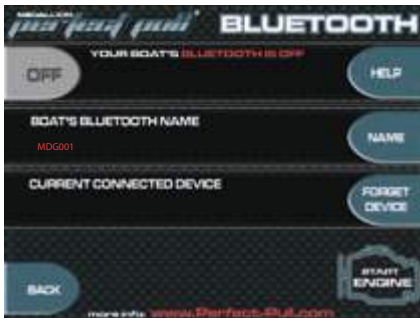 MEDALLION
perfect pull BLUETOOTH
YOUR BOAT'S BLUETOOTH IS OFF
OFF
HELP
BOAT'S BLUETOOTH NAME
MDG001
NAME
CURRENT CONNECTED DEVICE
FORGET
DEVICE
START
ENGINE
BACK
more info: www.Perfect-Pull.com